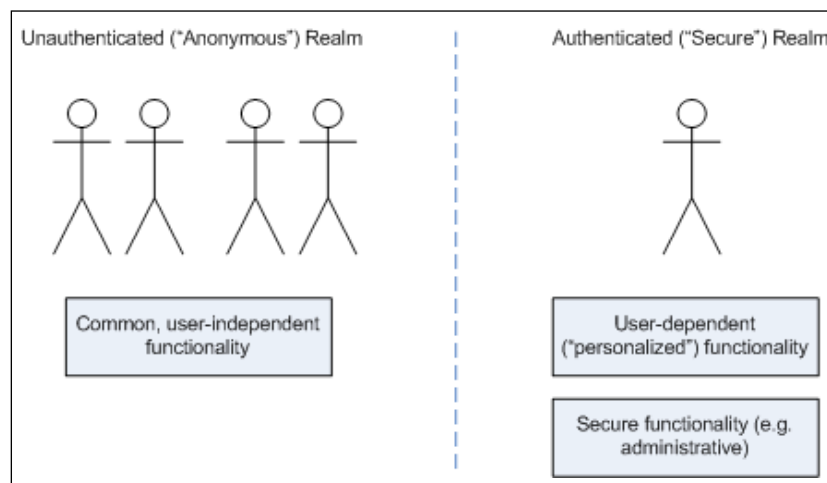 Unauthenticated (“Anonymous”) Realm
Authenticated (“Secure”) Realm
Common, user-independent
functionality
User-dependent
(“personalized”) functionality
Secure functionality (e.g.
administrative)